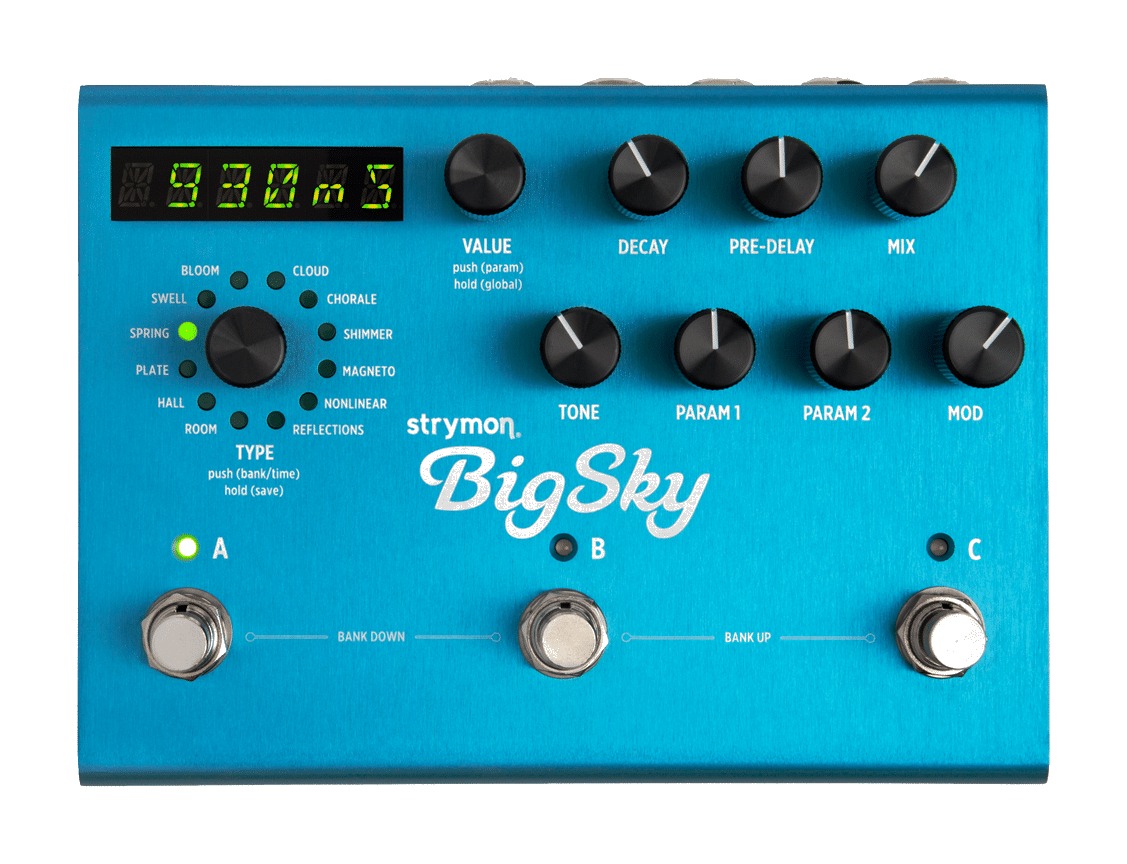 930mS
VALUE
push (param)
hold (global)
DECAY
PRE-DELAY
MIX
BLOOM
CLOUD
SWELL
CHORALE
SPRING
SHIMMER
PLATE
MAGNETO
HALL
NONLINEAR
ROOM
REFLECTIONS
TYPE
push (bank/time)
hold (save)
TONE
PARAM 1
PARAM 2
MOD
strymon®
BigSky
A
B
C
BANK DOWN
BANK UP